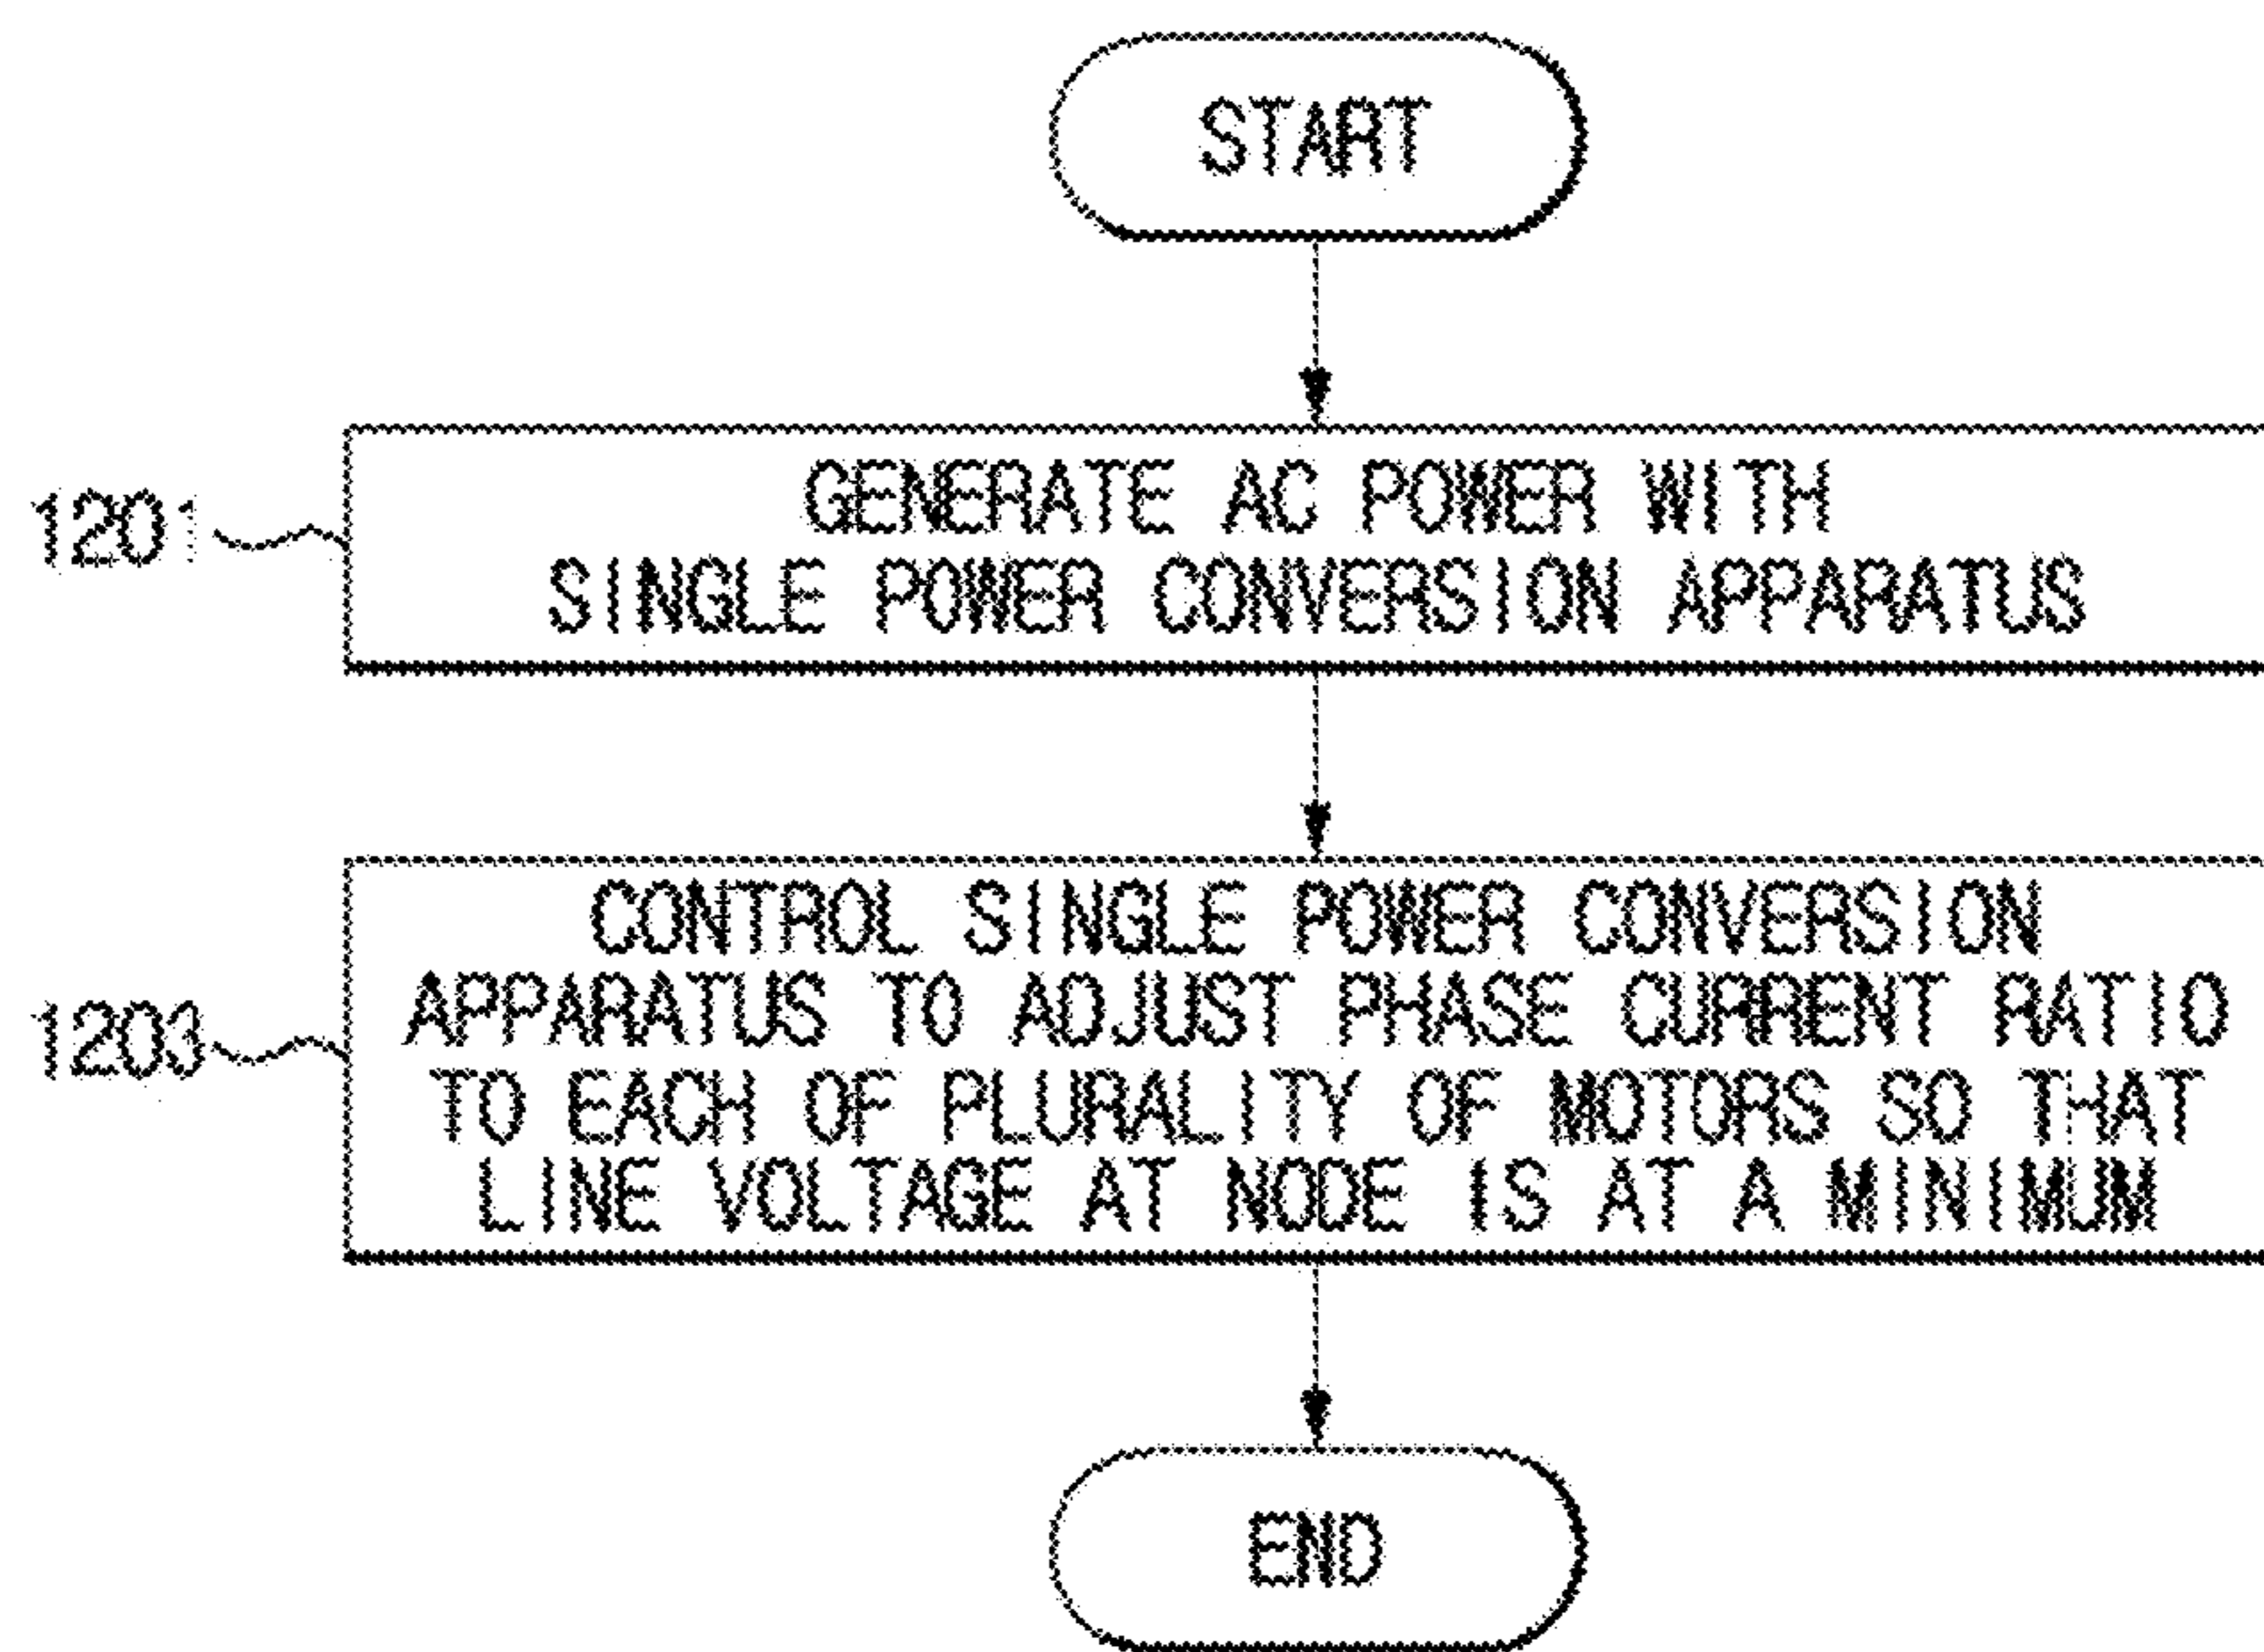 START
1201
GENERATE AC POWER WITH
SINGLE POWER CONVERSION APPARATUS
1203
CONTROL SINGLE POWER CONVERSION
APPARATUS TO ADJUST PHASE CURRENT RATIO
TO EACH OF PLURALITY OF MOTORS SO THAT
LINE VOLTAGE AT NODE IS AT A MINIMUM
END